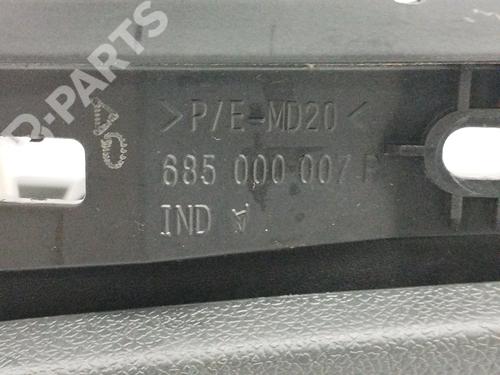 >P/E-MD20<
685 000 007 R
IND A
B-PARTS